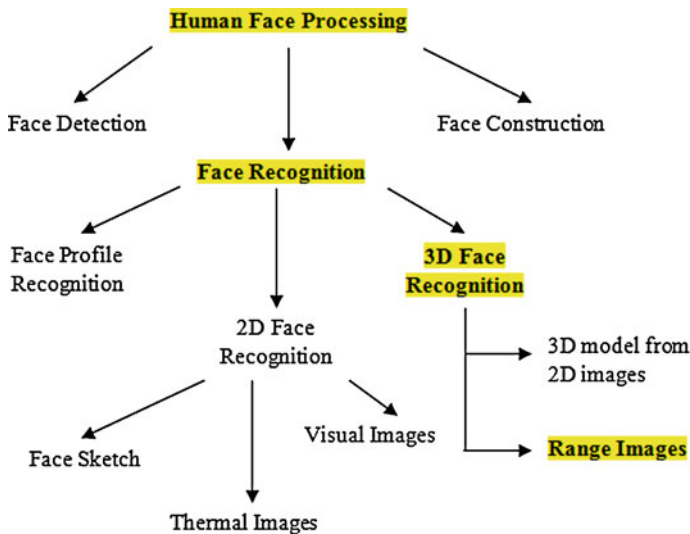 Human Face Processing
Face Detection
Face Construction
Face Recognition
Face Profile
Recognition
3D Face
Recognition
2D Face
Recognition
3D model from
2D images
Visual Images
Range Images
Face Sketch
Thermal Images